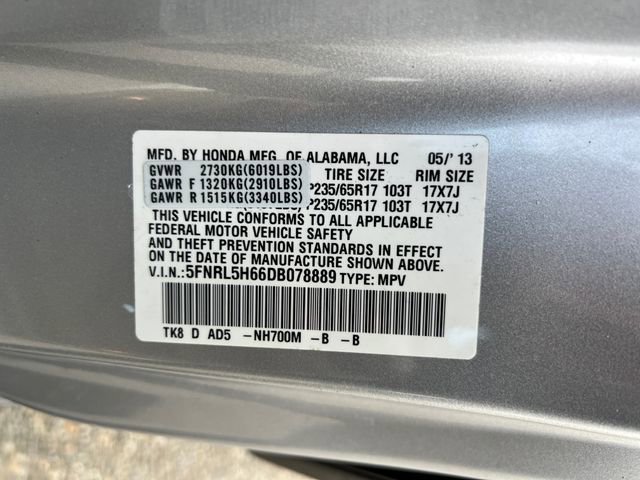 MFD. BY HONDA MFG. OF ALABAMA, LLC 05/'13
GVWR 2730KG(6019LBS) TIRE SIZE RIM SIZE
GAWR F 1320KG(2910LBS) P235/65R17 103T 17X7J
GAWR R 1515KG(3340LBS) P235/65R17 103T 17X7J
THIS VEHICLE CONFORMS TO ALL APPLICABLE
FEDERAL MOTOR VEHICLE SAFETY
AND THEFT PREVENTION STANDARDS IN EFFECT
ON THE DATE OF MANUFACTURE SHOWN ABOVE.
V.I.N.:5FNRL5H66DB078889 TYPE: MPV
TK8 D AD5 -NH700M -B -B